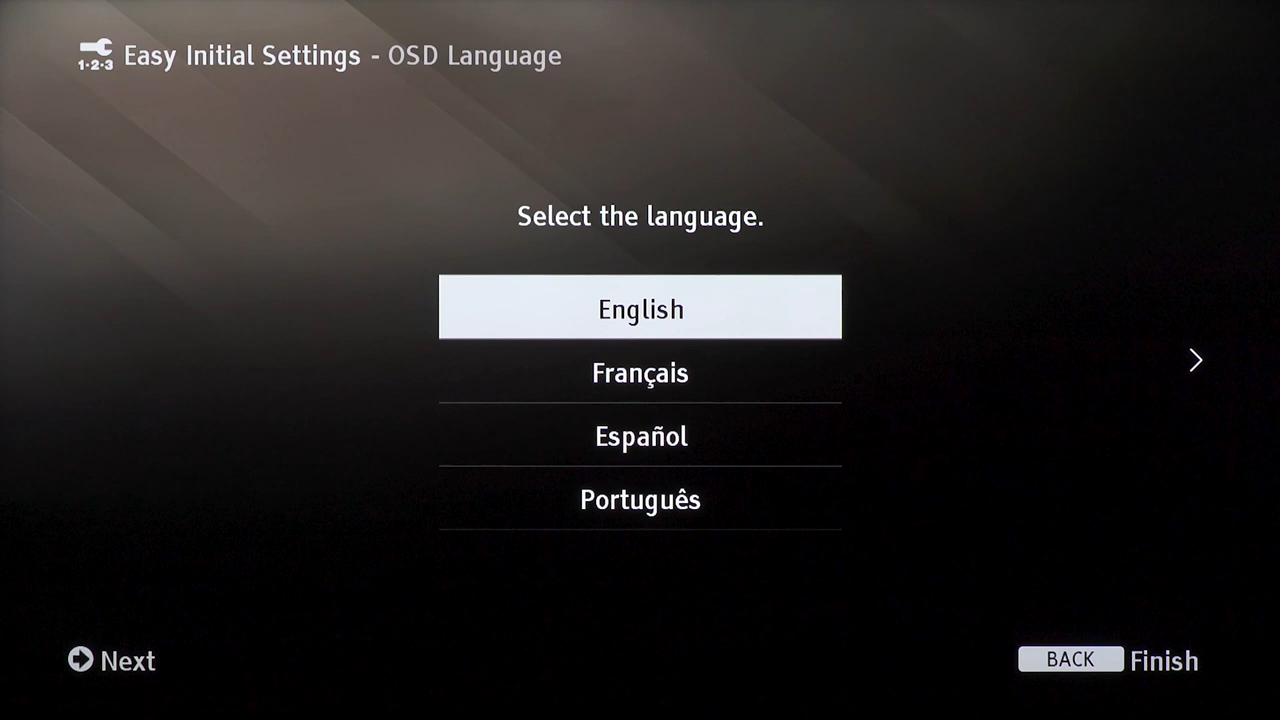 1·2·3 Easy Initial Settings - OSD Language
Select the language.
English
Français
Español
Português
Next
BACK Finish